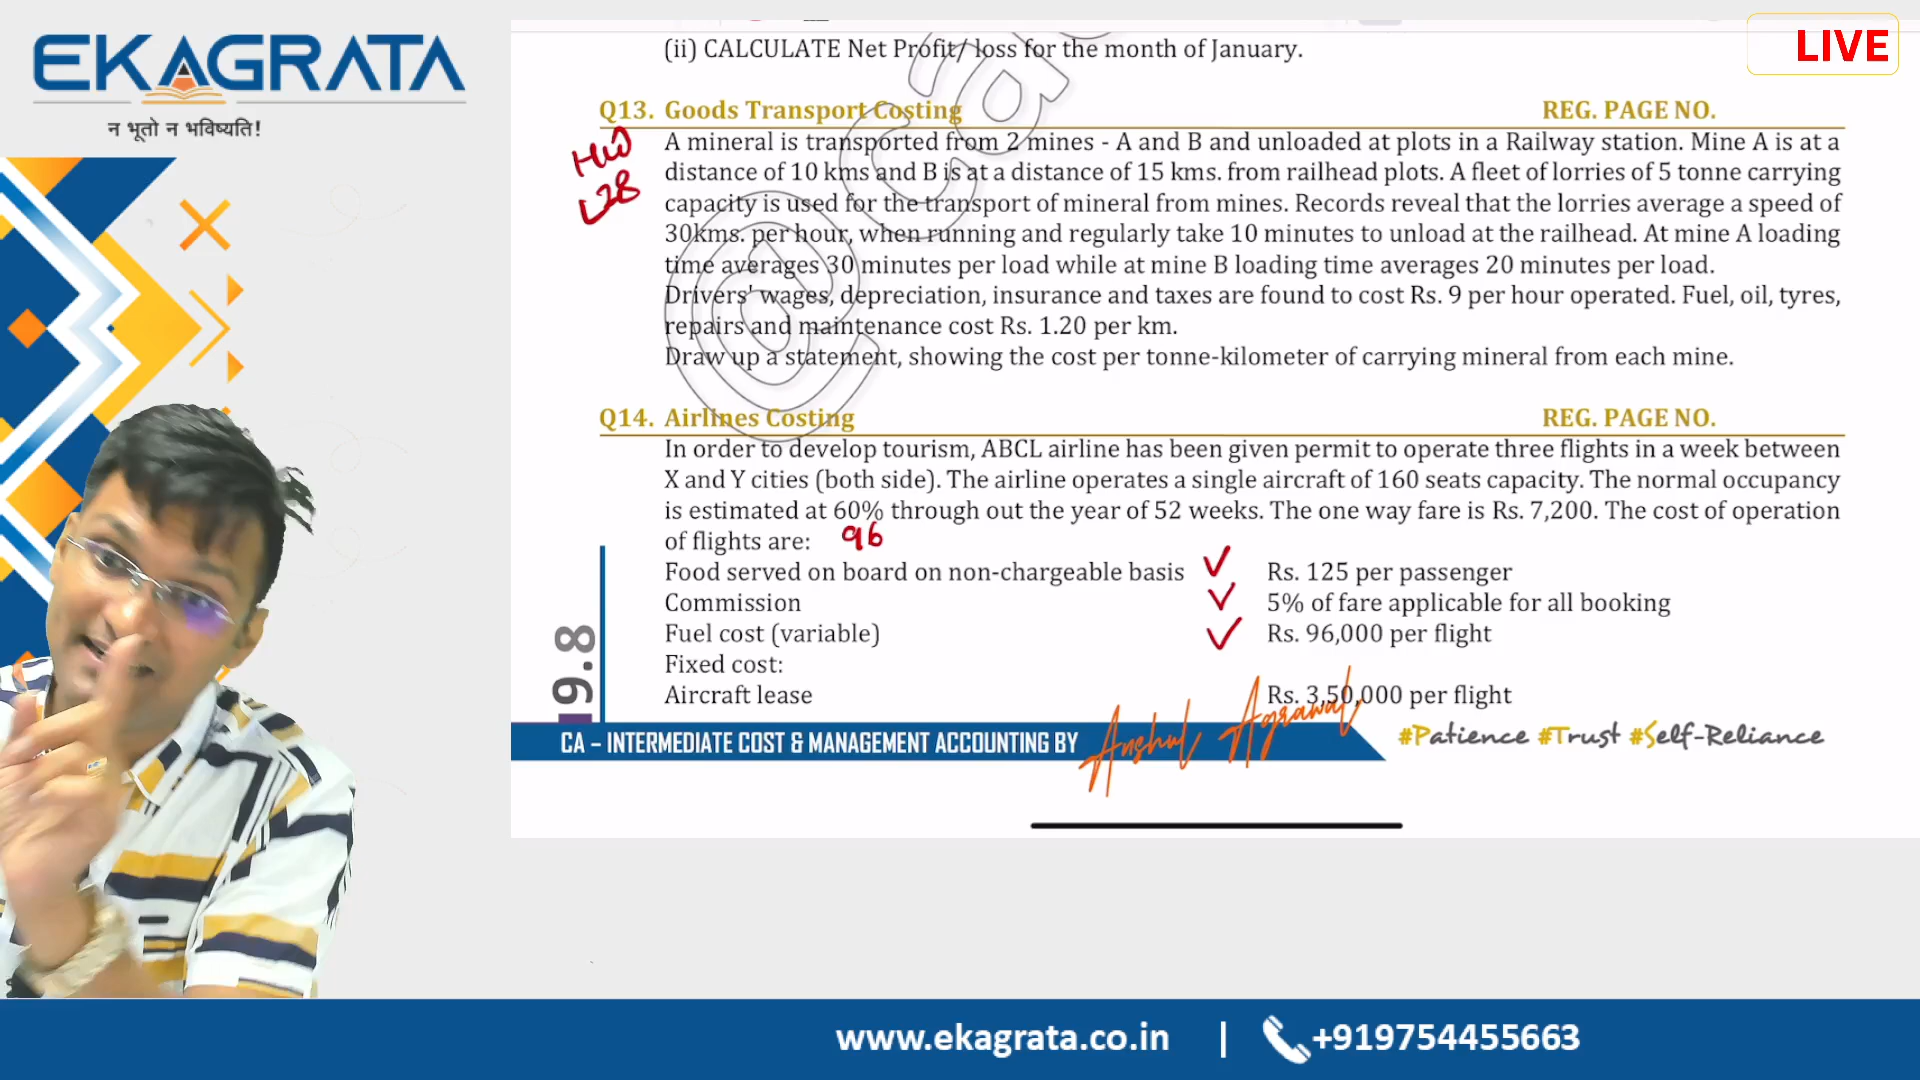 EKAGRATA
न भूतो न भविष्यति!
LIVE
(ii) CALCULATE Net Profit/ loss for the month of January.
Q13. Goods Transport Costing REG. PAGE NO.
HW
L28
A mineral is transported from 2 mines - A and B and unloaded at plots in a Railway station. Mine A is at a
distance of 10 kms and B is at a distance of 15 kms. from railhead plots. A fleet of lorries of 5 tonne carrying
capacity is used for the transport of mineral from mines. Records reveal that the lorries average a speed of
30kms. per hour, when running and regularly take 10 minutes to unload at the railhead. At mine A loading
time averages 30 minutes per load while at mine B loading time averages 20 minutes per load.
Drivers' wages, depreciation, insurance and taxes are found to cost Rs. 9 per hour operated. Fuel, oil, tyres,
repairs and maintenance cost Rs. 1.20 per km.
Draw up a statement, showing the cost per tonne-kilometer of carrying mineral from each mine.
Q14. Airlines Costing REG. PAGE NO.
In order to develop tourism, ABCL airline has been given permit to operate three flights in a week between
X and Y cities (both side). The airline operates a single aircraft of 160 seats capacity. The normal occupancy
is estimated at 60% through out the year of 52 weeks. The one way fare is Rs. 7,200. The cost of operation
of flights are: 96
Food served on board on non-chargeable basis ✓ Rs. 125 per passenger
Commission ✓ 5% of fare applicable for all booking
Fuel cost (variable) ✓ Rs. 96,000 per flight
Fixed cost:
Aircraft lease Rs. 3,50,000 per flight
9.8
CA – INTERMEDIATE COST & MANAGEMENT ACCOUNTING BY Anshul Agrawal
#Patience #Trust #Self-Reliance
www.ekagrata.co.in | +919754455663